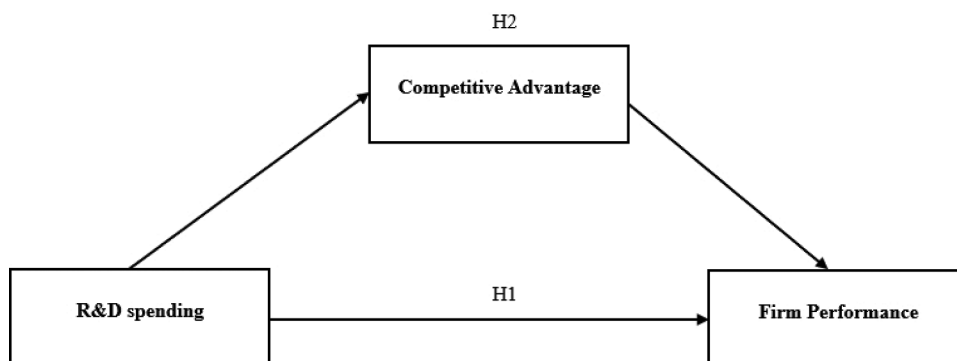 H2
Competitive Advantage
H1
R&D spending
Firm Performance